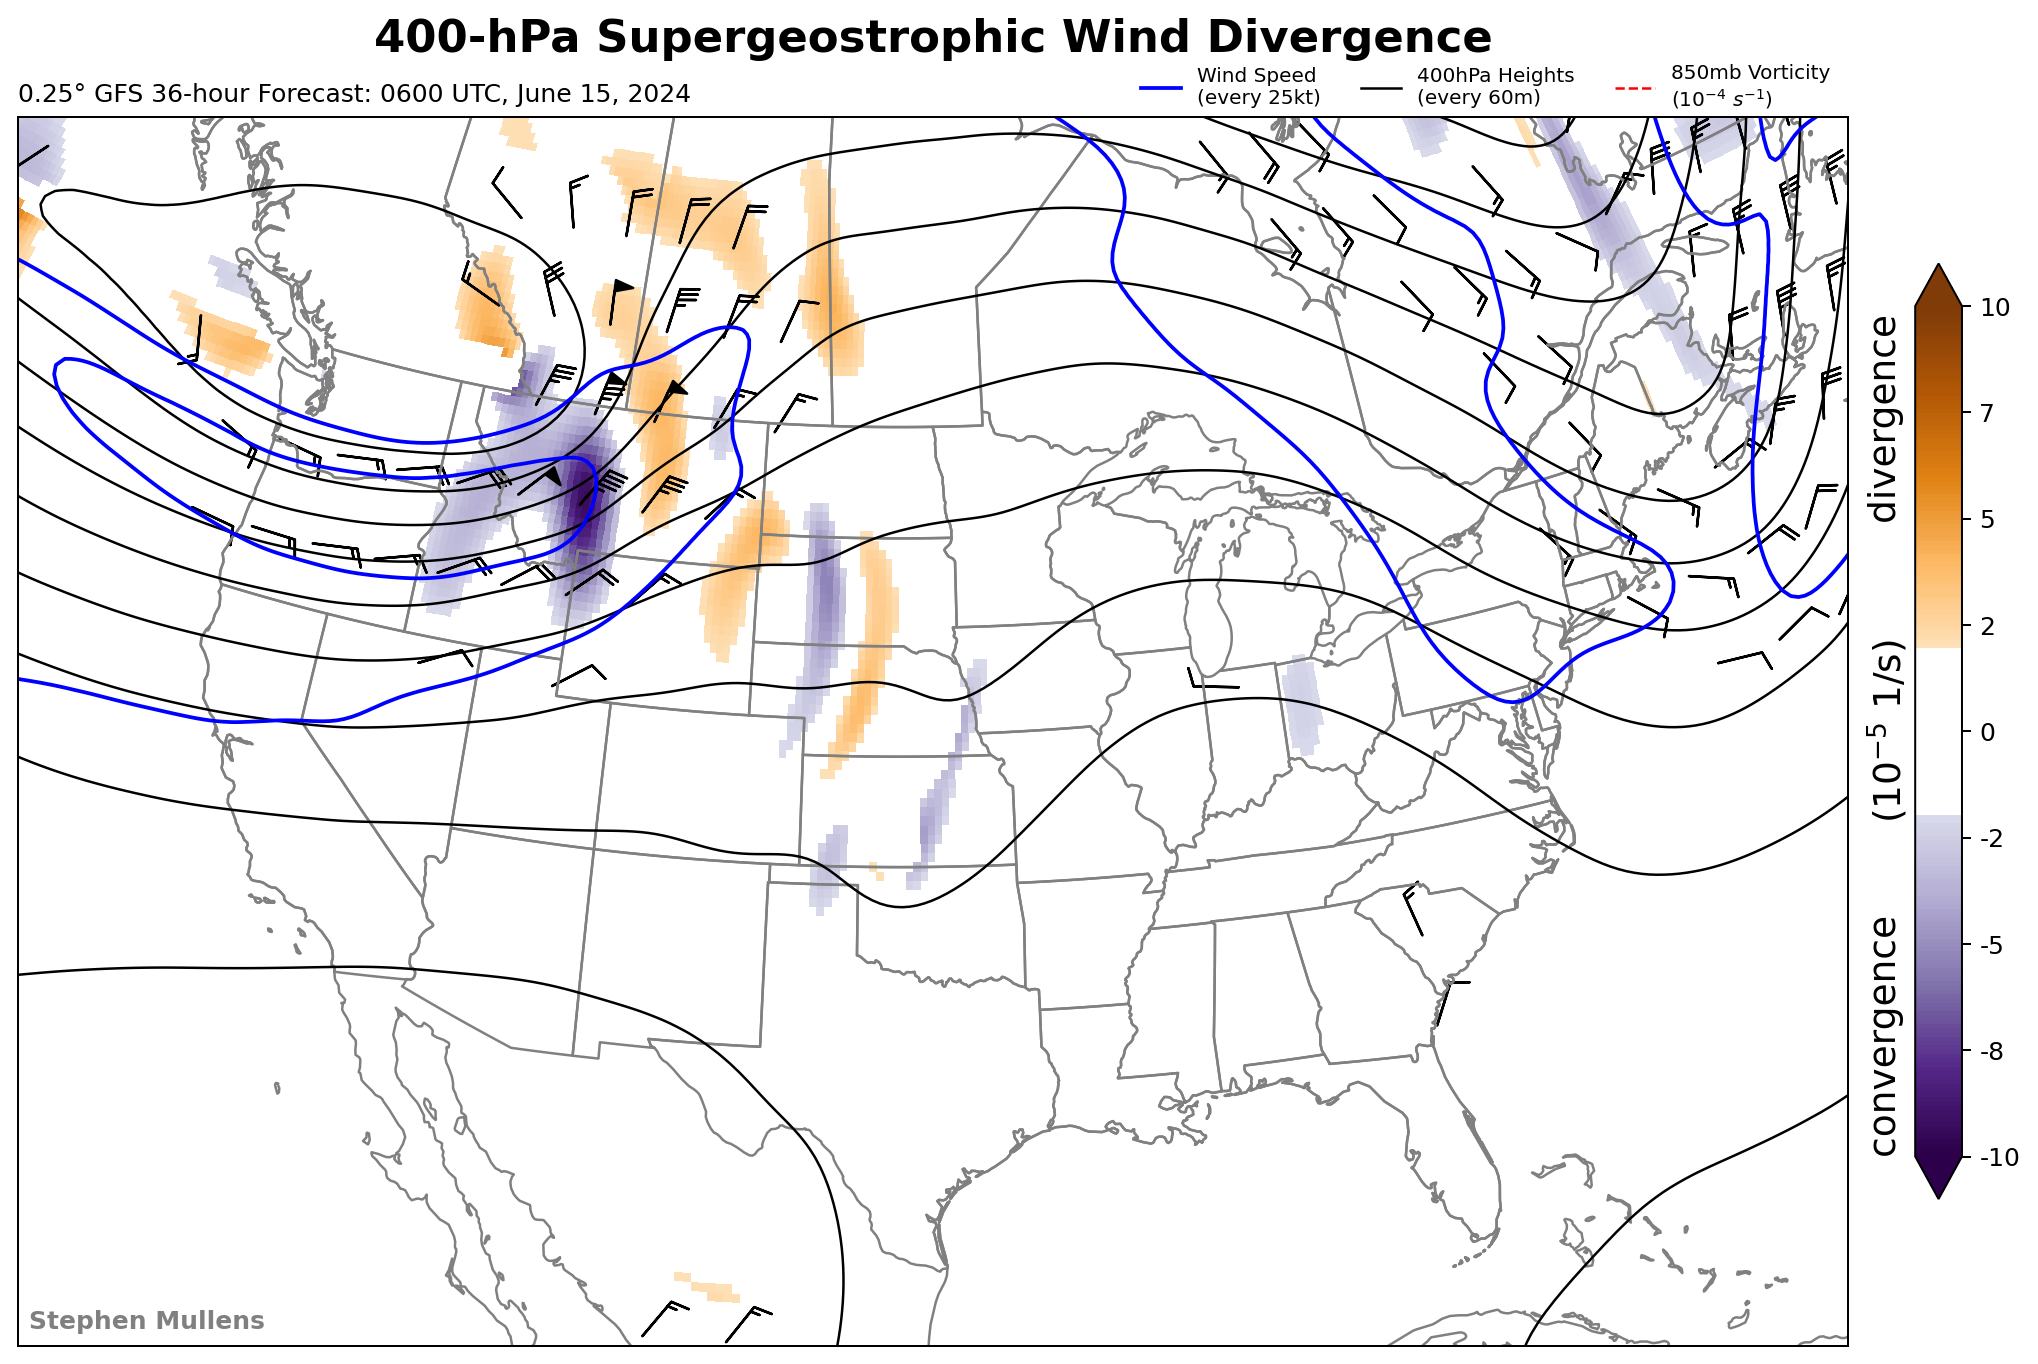 400-hPa Supergeostrophic Wind Divergence
0.25° GFS 36-hour Forecast: 0600 UTC, June 15, 2024
Wind Speed
(every 25kt)
400hPa Heights
(every 60m)
850mb Vorticity
(10⁻⁴ s⁻¹)
10
7
5
2
0
-2
-5
-8
-10
convergence (10⁻⁵ 1/s) divergence
Stephen Mullens